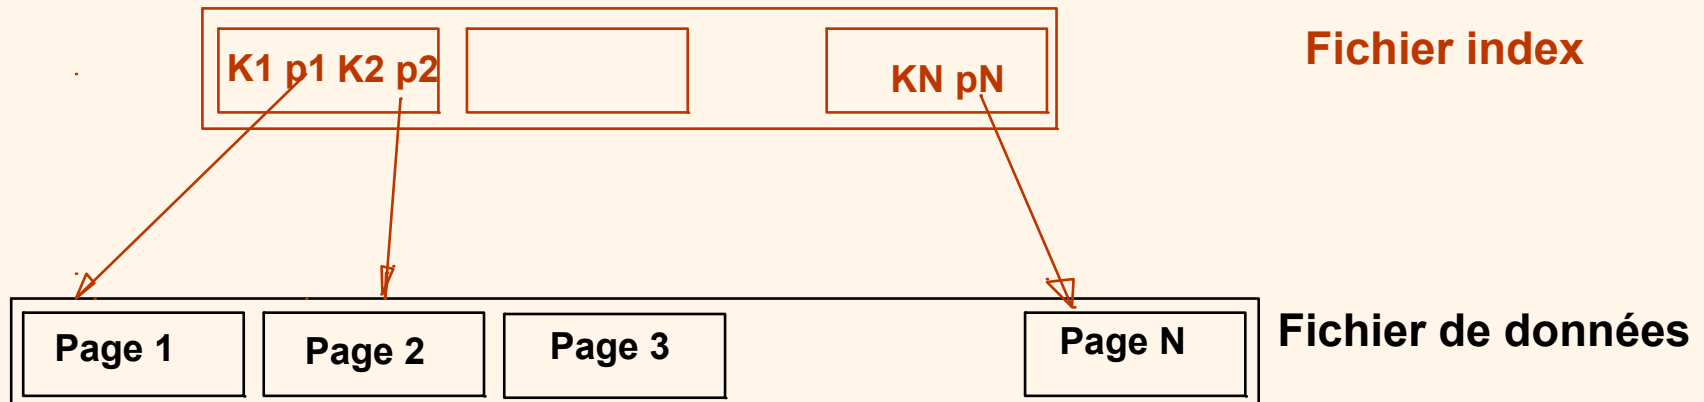 K1 p1 K2 p2
KN pN
Fichier index
Page 1
Page 2
Page 3
Page N
Fichier de données